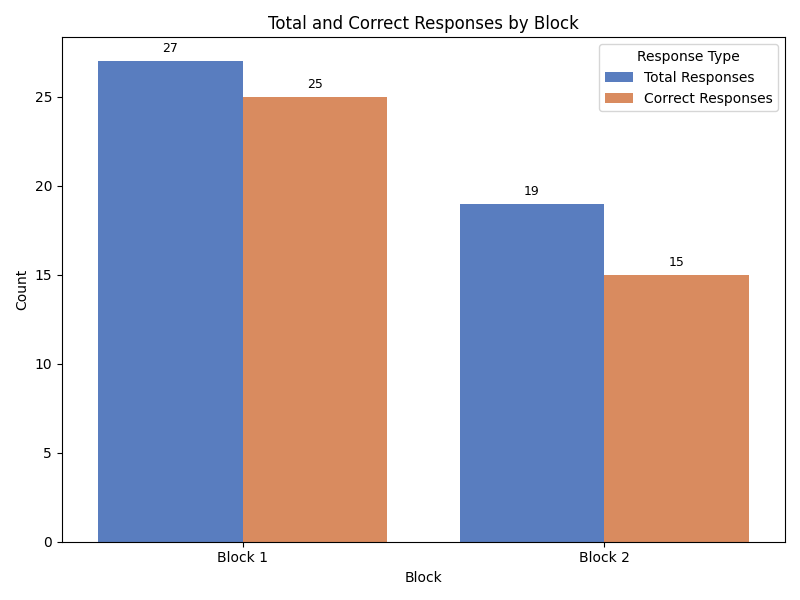 Total and Correct Responses by Block
27
25
19
15
Response Type
Total Responses
Correct Responses
25
20
15
10
5
0
Count
Block 1
Block 2
Block